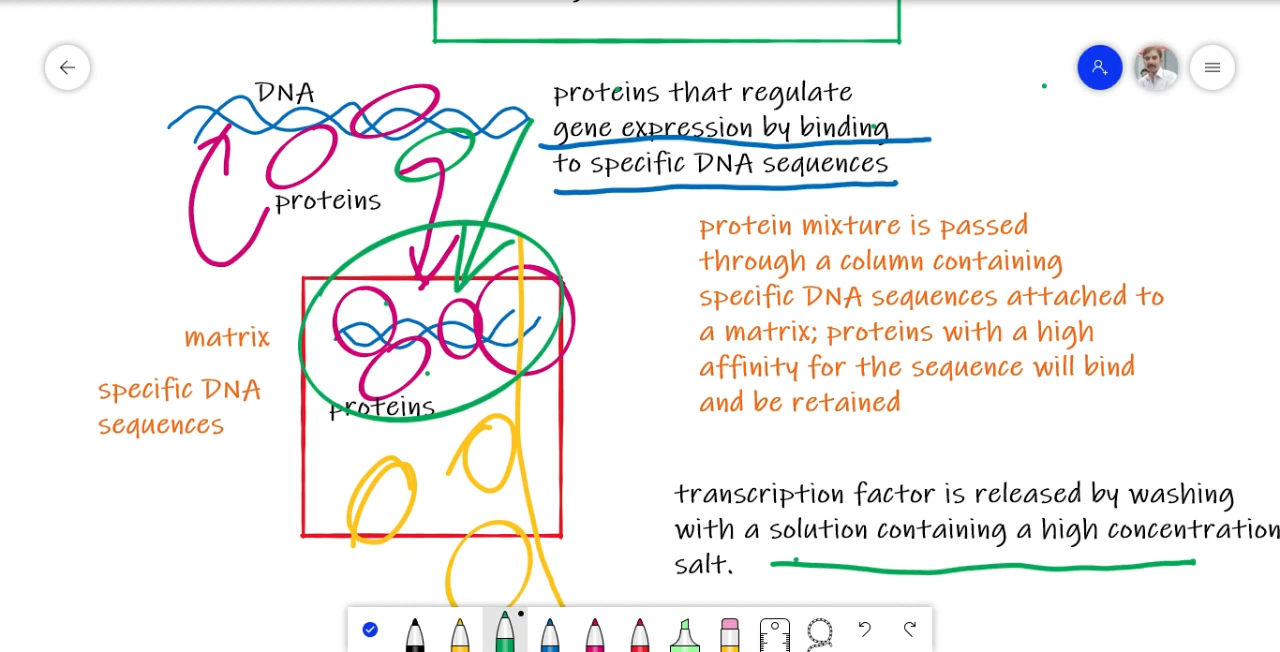 DNA
proteins that regulate
gene expression by binding
to specific DNA sequences
proteins
protein mixture is passed
through a column containing
specific DNA sequences attached to
a matrix; proteins with a high
affinity for the sequence will bind
and be retained
matrix
specific DNA
sequences
proteins
transcription factor is released by washing
with a solution containing a high concentration
salt.